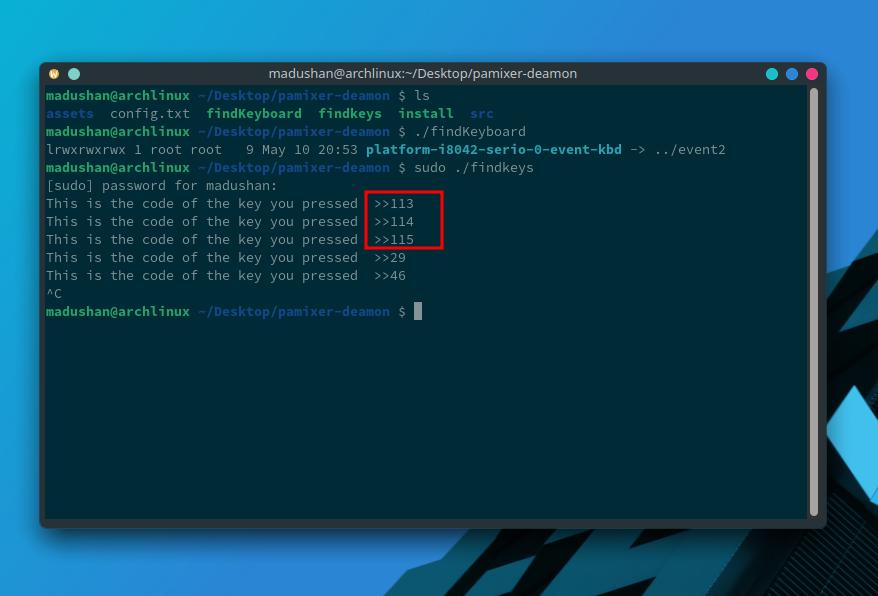 madushan@archlinux:~/Desktop/pamixer-deamon
madushan@archlinux ~/Desktop/pamixer-deamon $ ls
assets  config.txt  findKeyboard  findkeys  install  src
madushan@archlinux ~/Desktop/pamixer-deamon $ ./findKeyboard
lrwxrwxrwx 1 root root   9 May 10 20:53 platform-i8042-serio-0-event-kbd -> ../event2
madushan@archlinux ~/Desktop/pamixer-deamon $ sudo ./findkeys
[sudo] password for madushan:
This is the code of the key you pressed  >>113
This is the code of the key you pressed  >>114
This is the code of the key you pressed  >>115
This is the code of the key you pressed  >>29
This is the code of the key you pressed  >>46
^C
madushan@archlinux ~/Desktop/pamixer-deamon $